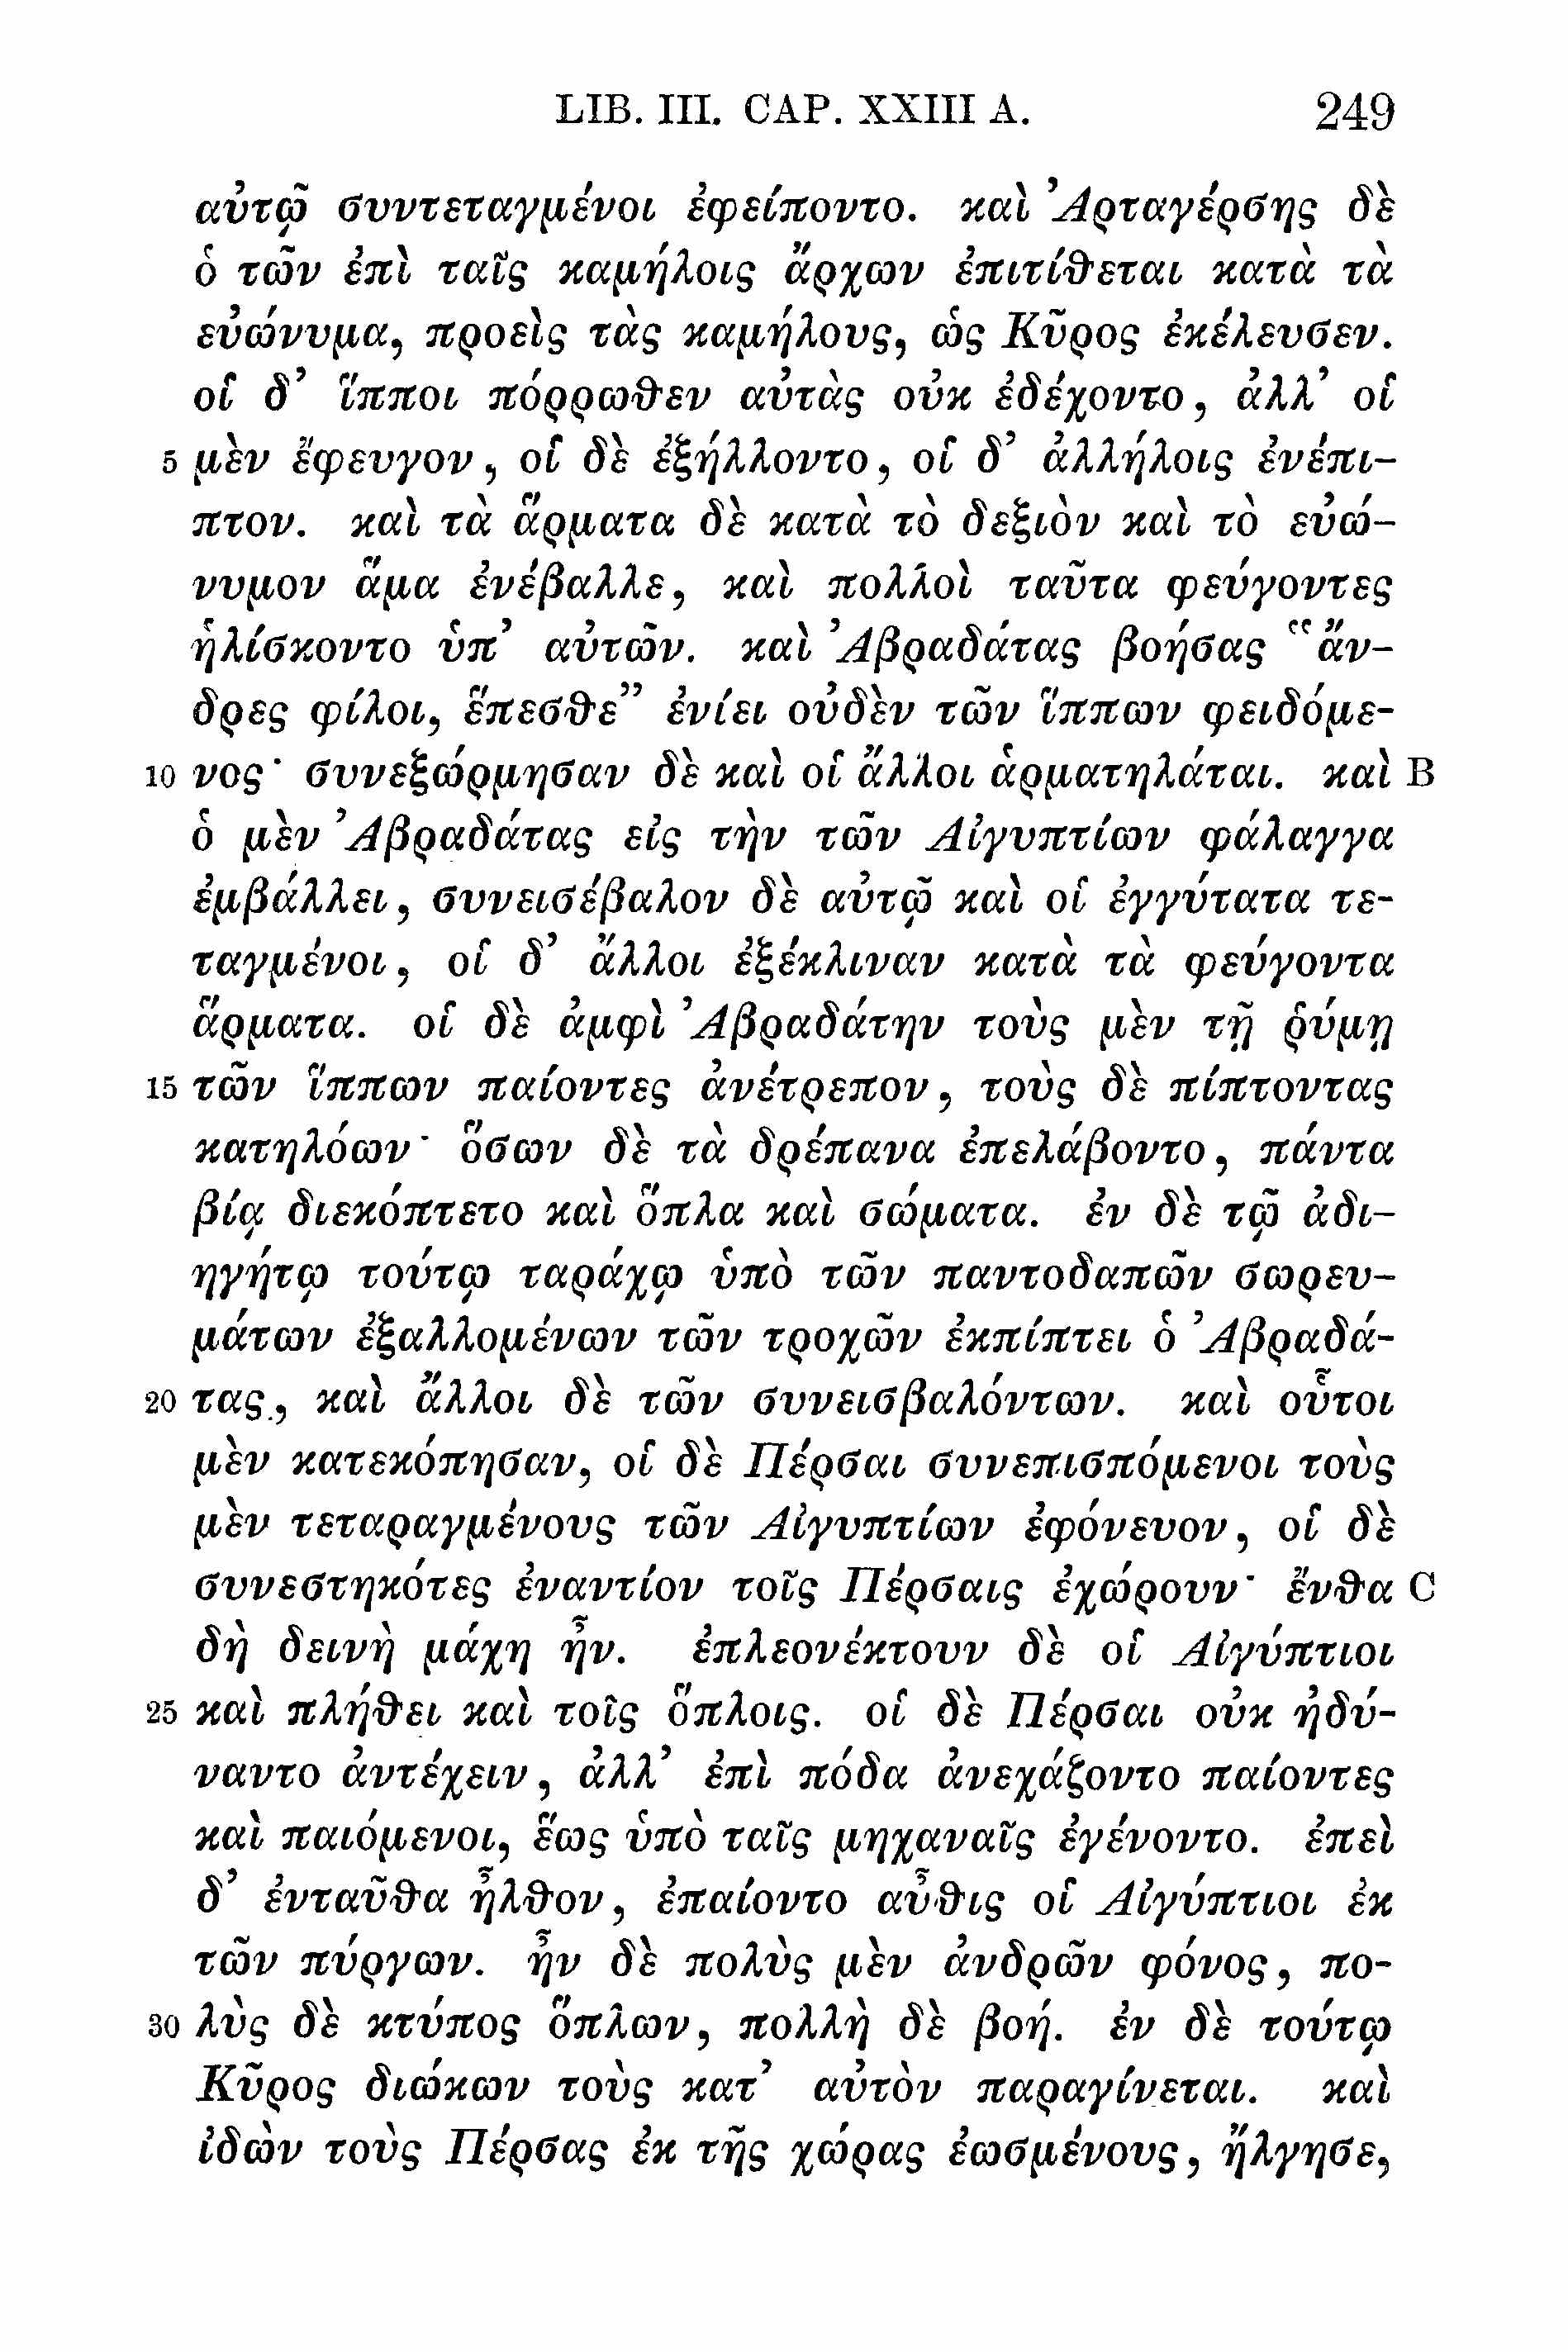 LIB. III. CAP. XXIII A. 249
αὐτῷ συντεταγμένοι ἐφείποντο. καὶ Ἀρταγέρσης δὲ
ὁ τῶν ἐπὶ ταῖς καμήλοις ἄρχων ἐπιτίθεται κατὰ τὰ
εὐώνυμα, προεὶς τὰς καμήλους, ὡς Κῦρος ἐκέλευσεν.
οἱ δ’ ἵπποι πόρρωθεν αὐτὰς οὐκ ἐδέχοντο, ἀλλ’ οἱ
5 μὲν ἔφευγον, οἱ δὲ ἐξήλλοντο, οἱ δ’ ἀλλήλοις ἐνέπι-
πτον. καὶ τὰ ἅρματα δὲ κατὰ τὸ δεξιὸν καὶ τὸ εὐώ-
νυμον ἅμα ἐνέβαλλε, καὶ πολλοὶ ταῦτα φεύγοντες
ἡλίσκοντο ὑπ’ αὐτῶν. καὶ Ἀβραδάτας βοήσας “ἄν-
δρες φίλοι, ἕπεσθε” ἐνίει οὐδὲν τῶν ἵππων φειδόμε-
10 νος· συνεξώρμησαν δὲ καὶ οἱ ἄλλοι ἁρματηλάται. καὶ B
ὁ μὲν Ἀβραδάτας εἰς τὴν τῶν Αἰγυπτίων φάλαγγα
ἐμβάλλει, συνεισέβαλον δὲ αὐτῷ καὶ οἱ ἐγγύτατα τε-
ταγμένοι, οἱ δ’ ἄλλοι ἐξέκλιναν κατὰ τὰ φεύγοντα
ἅρματα. οἱ δὲ ἀμφὶ Ἀβραδάτην τοὺς μὲν τῇ ῥύμῃ
15 τῶν ἵππων παίοντες ἀνέτρεπον, τοὺς δὲ πίπτοντας
κατηλόων· ὅσων δὲ τὰ δρέπανα ἐπελάβοντο, πάντα
βίᾳ διεκόπτετο καὶ ὅπλα καὶ σώματα. ἐν δὲ τῷ ἀδι-
ηγήτῳ τούτῳ ταράχῳ ὑπὸ τῶν παντοδαπῶν σωρευ-
μάτων ἐξαλλομένων τῶν τροχῶν ἐκπίπτει ὁ Ἀβραδά-
20 τας, καὶ ἄλλοι δὲ τῶν συνεισβαλόντων. καὶ οὗτοι
μὲν κατεκόπησαν, οἱ δὲ Πέρσαι συνεπισπόμενοι τοὺς
μὲν τεταραγμένους τῶν Αἰγυπτίων ἐφόνευον, οἱ δὲ
συνεστηκότες ἐναντίον τοῖς Πέρσαις ἐχώρουν· ἔνθα C
δὴ δεινὴ μάχη ἦν. ἐπλεονέκτουν δὲ οἱ Αἰγύπτιοι
25 καὶ πλήθει καὶ τοῖς ὅπλοις. οἱ δὲ Πέρσαι οὐκ ἠδύ-
ναντο ἀντέχειν, ἀλλ’ ἐπὶ πόδα ἀνεχάζοντο παίοντες
καὶ παιόμενοι, ἕως ὑπὸ ταῖς μηχαναῖς ἐγένοντο. ἐπεὶ
δ’ ἐνταῦθα ἦλθον, ἐπαίοντο αὖθις οἱ Αἰγύπτιοι ἐκ
τῶν πύργων. ἦν δὲ πολὺς μὲν ἀνδρῶν φόνος, πο-
30 λὺς δὲ κτύπος ὅπλων, πολλὴ δὲ βοή. ἐν δὲ τούτῳ
Κῦρος διώκων τοὺς κατ’ αὐτὸν παραγίνεται. καὶ
ἰδὼν τοὺς Πέρσας ἐκ τῆς χώρας ἐωσμένους, ἤλγησε,